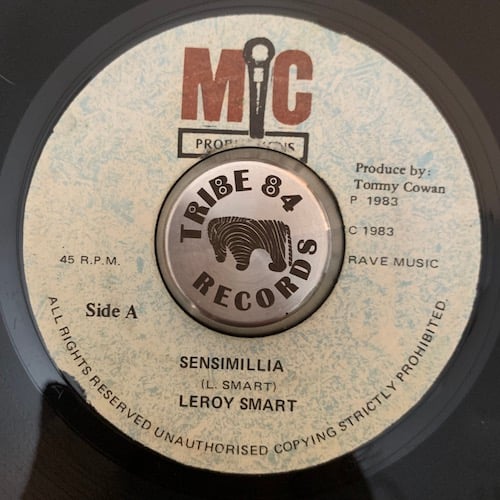 MIC
PRODUCTIONS
TRIBE 84
RECORDS
Produce by:
Tommy Cowan
P 1983
C 1983
RAVE MUSIC
45 R.P.M.
Side A
SENSIMILLIA
(L. SMART)
LEROY SMART
ALL RIGHTS RESERVED UNAUTHORISED COPYING STRICTLY PROHIBITED.